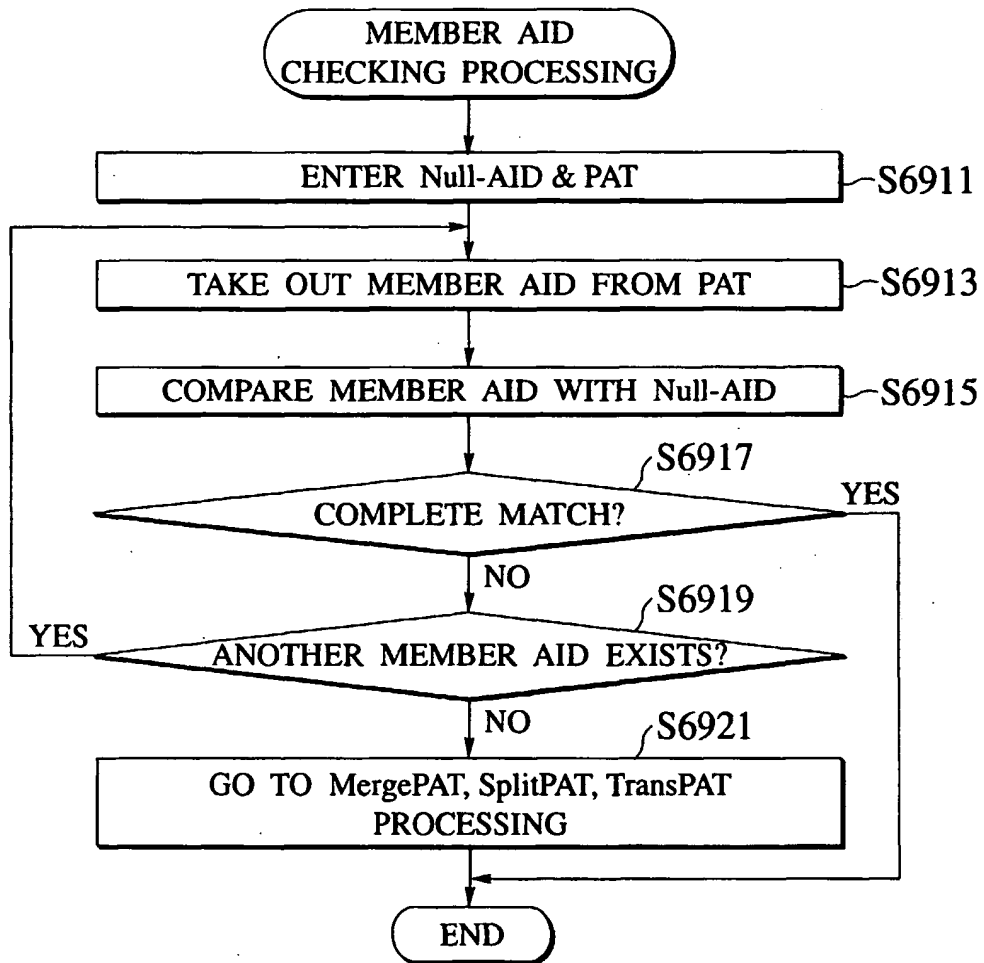 MEMBER AID
CHECKING PROCESSING
ENTER Null-AID & PAT
S6911
TAKE OUT MEMBER AID FROM PAT
S6913
COMPARE MEMBER AID WITH Null-AID
S6915
S6917
COMPLETE MATCH?
YES
NO
S6919
YES
ANOTHER MEMBER AID EXISTS?
NO
S6921
GO TO MergePAT, SplitPAT, TransPAT
PROCESSING
END